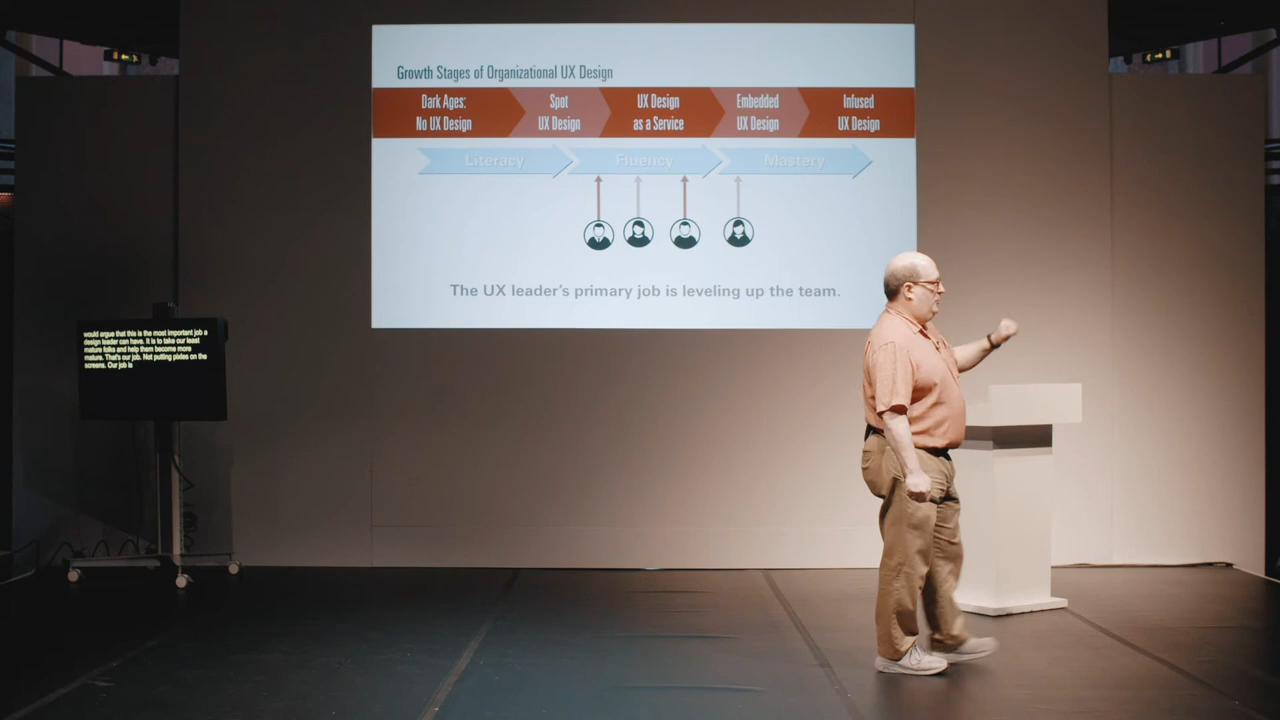 Growth Stages of Organizational UX Design
Dark Ages:
No UX Design
Spot
UX Design
UX Design
as a Service
Embedded
UX Design
Infused
UX Design
Literacy
Fluency
Mastery
The UX leader's primary job is leveling up the team.
would argue that this is the most important job a
design leader can have. It is to take our least
mature folks and help them become more
mature. That's our job. Not putting pixles on the
screens. Our job is